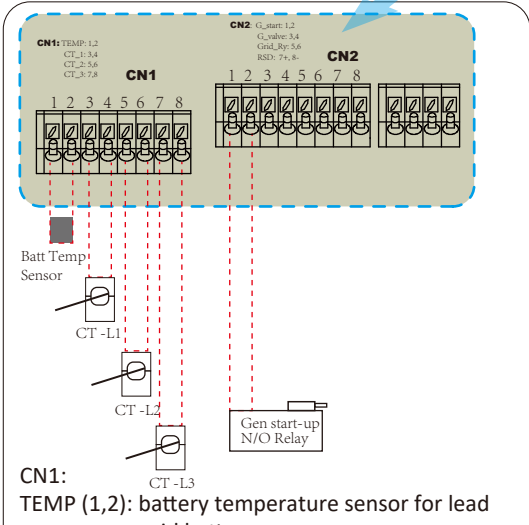 CN1: TEMP: 1,2
CT_1: 3,4
CT_2: 5,6
CT_3: 7,8
CN1
1 2 3 4 5 6 7 8
CN2: G_start: 1,2
G_valve: 3,4
Grid_Ry: 5,6
RSD: 7+, 8-
CN2
1 2 3 4 5 6 7 8
Batt Temp
Sensor
CT -L1
CT -L2
CT -L3
Gen start-up
N/O Relay
CN1:
TEMP (1,2): battery temperature sensor for lead